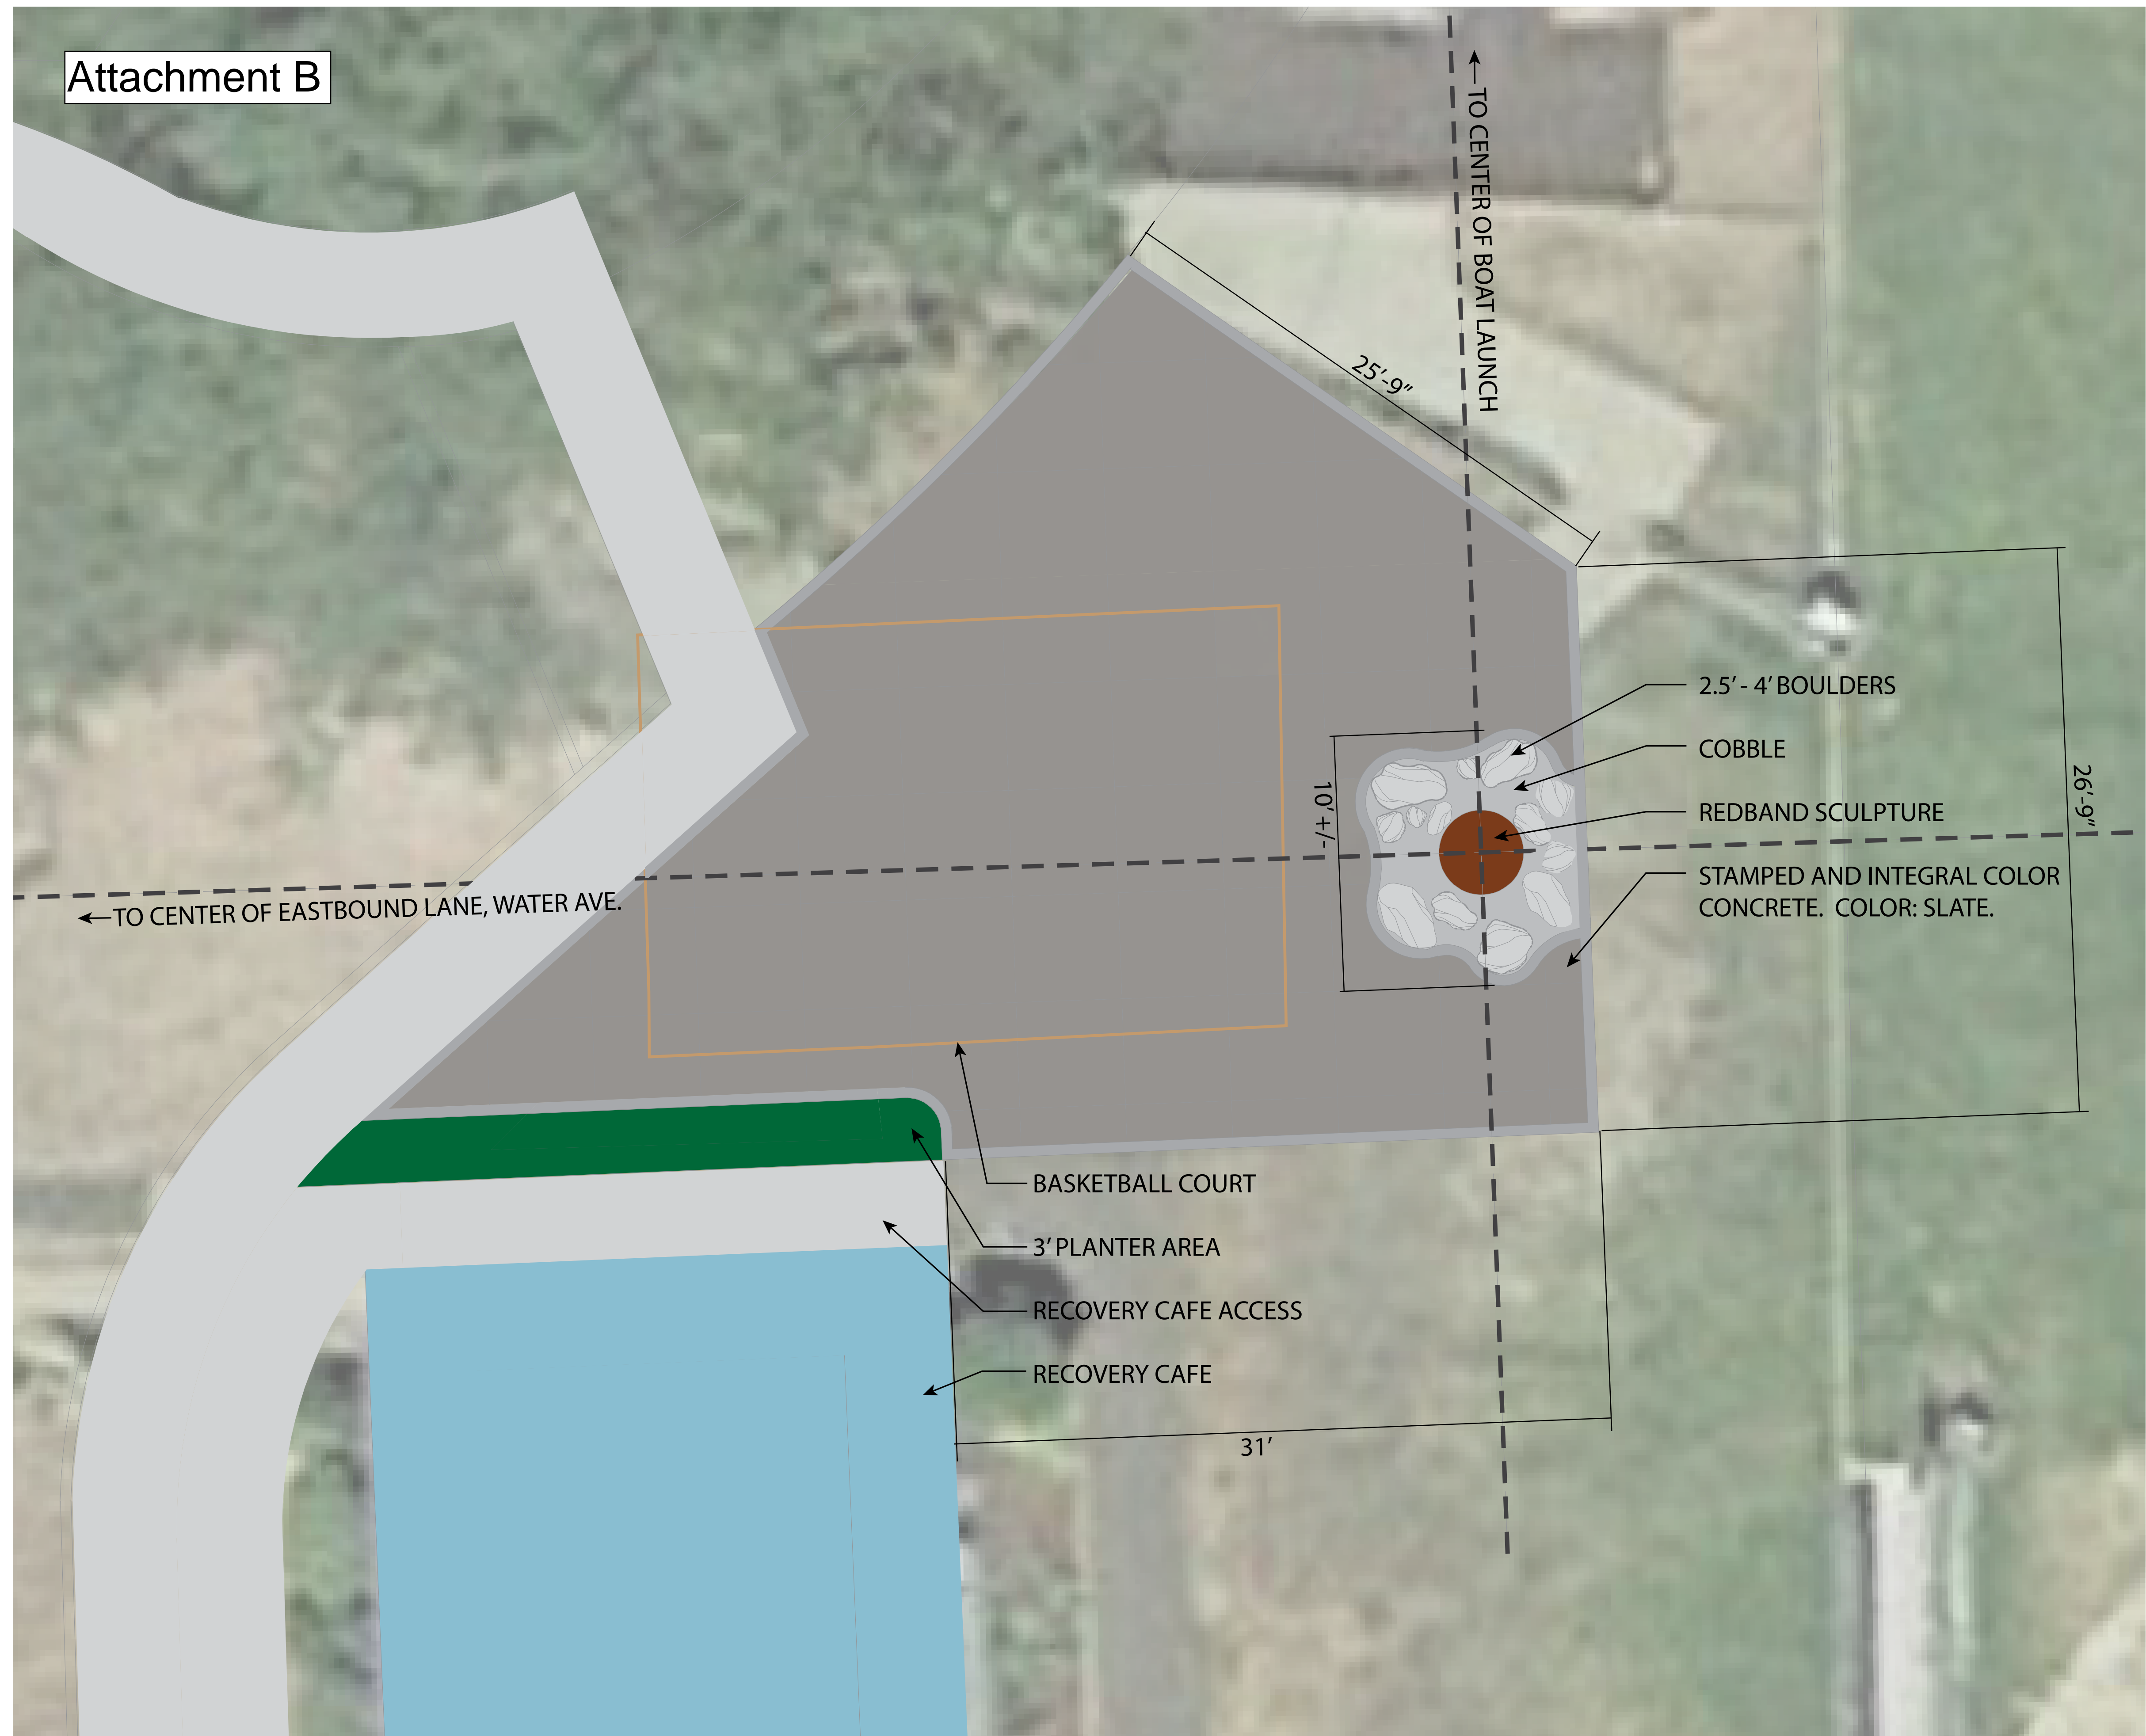 Attachment B
TO CENTER OF BOAT LAUNCH
25'-9"
2.5' - 4' BOULDERS
COBBLE
REDBAND SCULPTURE
STAMPED AND INTEGRAL COLOR
CONCRETE.  COLOR: SLATE.
10' +/-
26'-9"
TO CENTER OF EASTBOUND LANE, WATER AVE.
BASKETBALL COURT
3' PLANTER AREA
RECOVERY CAFE ACCESS
RECOVERY CAFE
31'